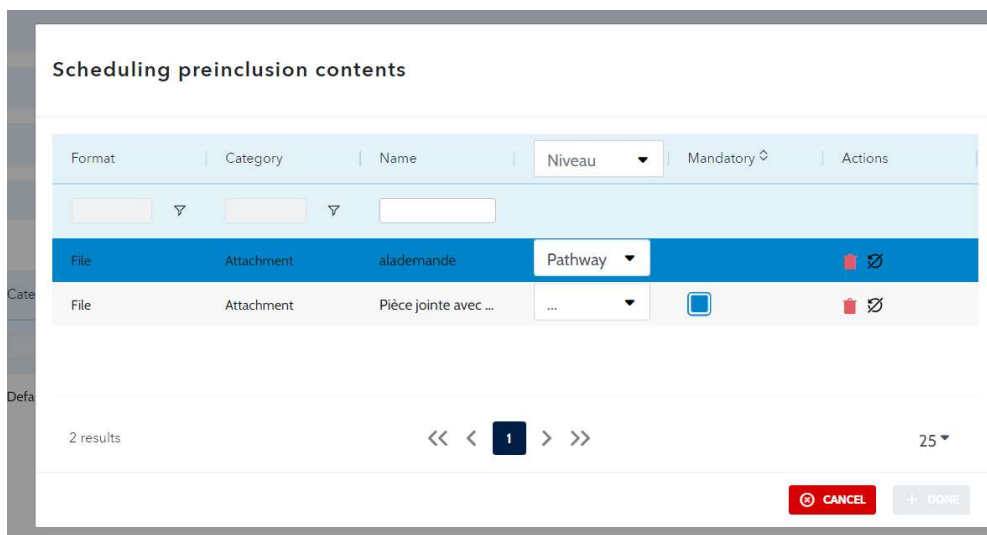 Scheduling preinclusion contents
Format Category Name Niveau Mandatory Actions
File Attachment alademande Pathway
Cate
File Attachment Pièce jointe avec ... ...
Defa
2 results << < 1 > >> 25
CANCEL + DONE